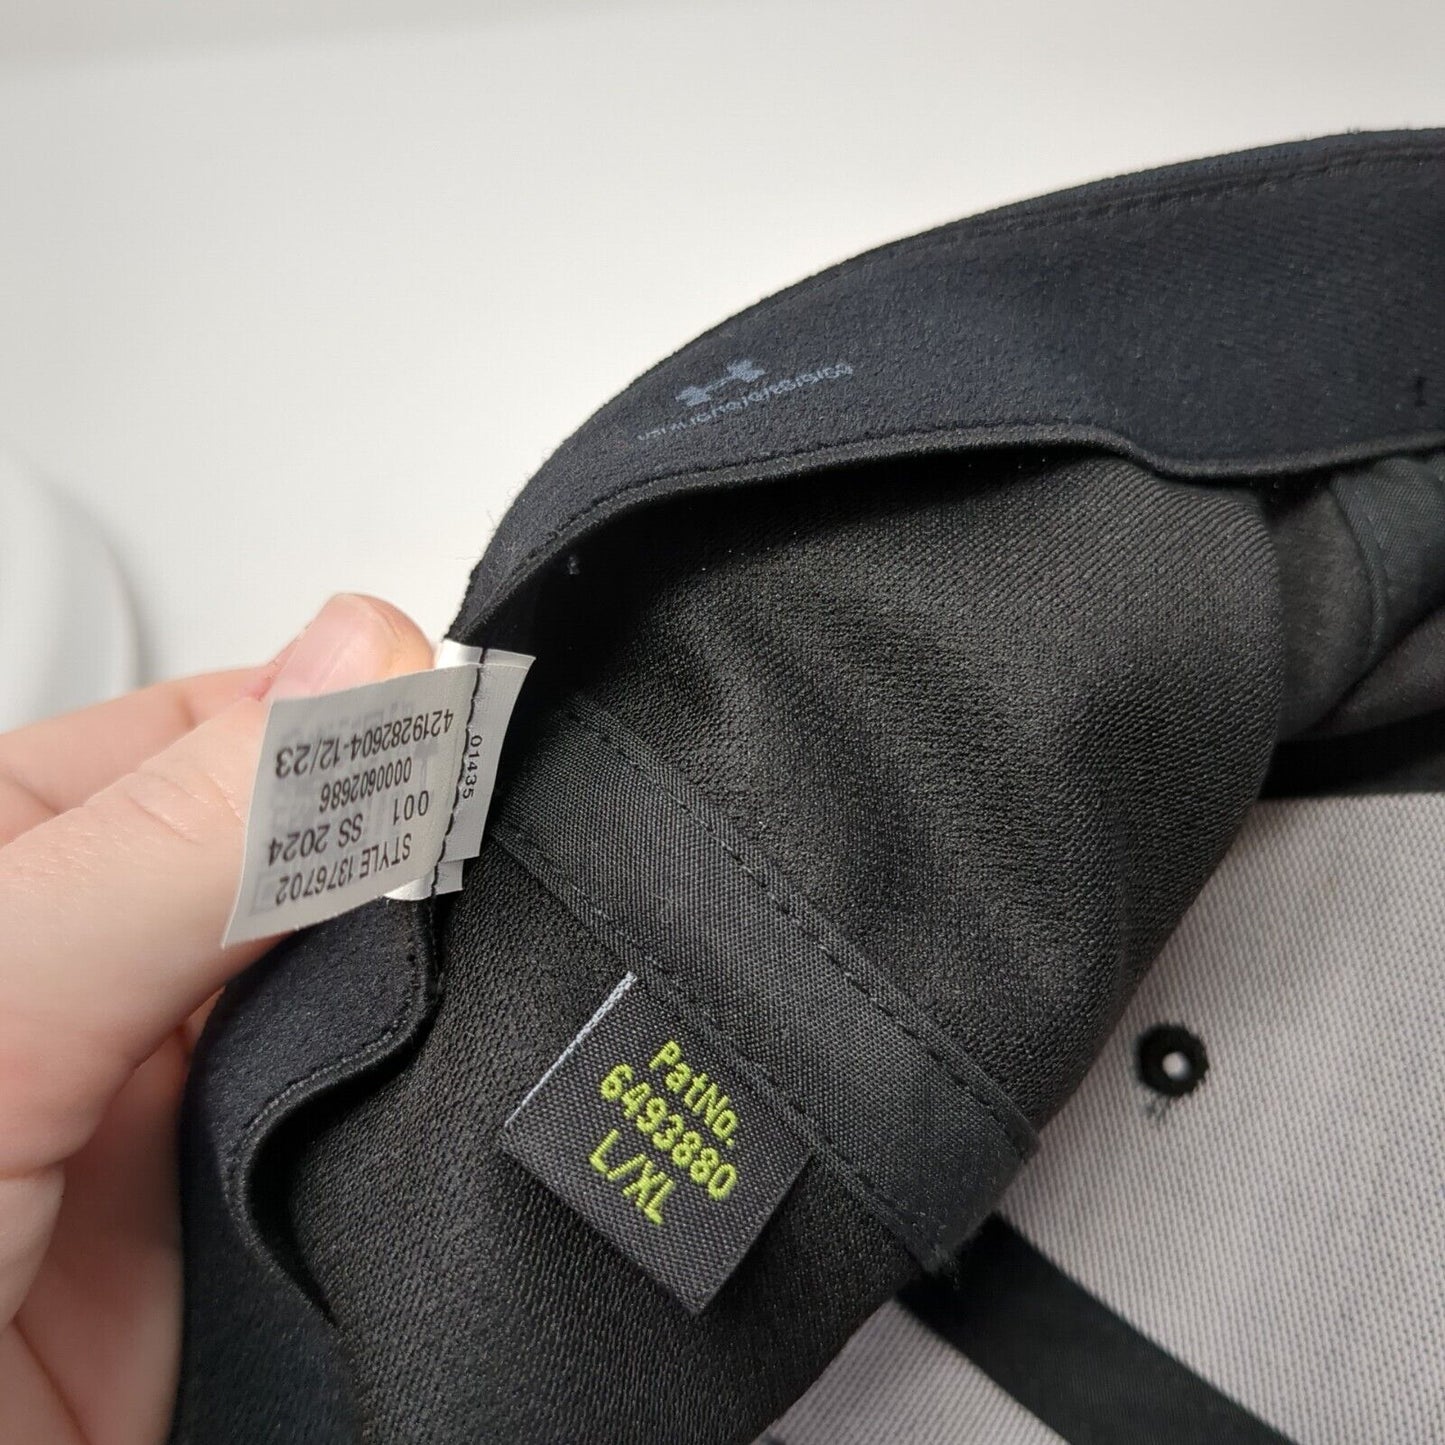 STYLE 1376702
001 SS 2024
0000602686
4219282604-12/23
01435
PatNo.
6493880
L/XL